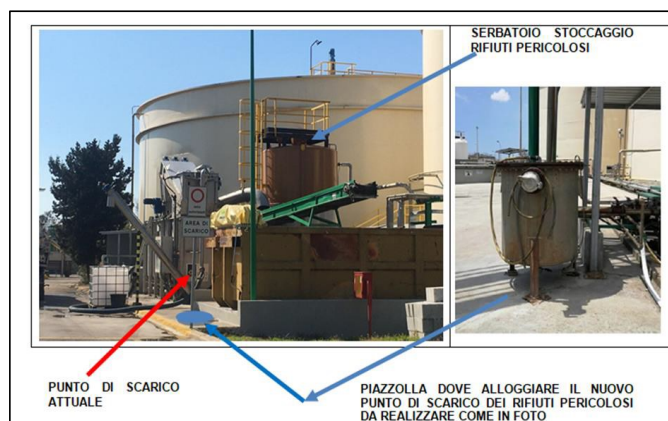 SERBATOIO STOCCAGGIO
RIFIUTI PERICOLOSI
AREA DI
SCARICO
PUNTO DI SCARICO
ATTUALE
PIAZZOLLA DOVE ALLOGGIARE IL NUOVO
PUNTO DI SCARICO DEI RIFIUTI PERICOLOSI
DA REALIZZARE COME IN FOTO